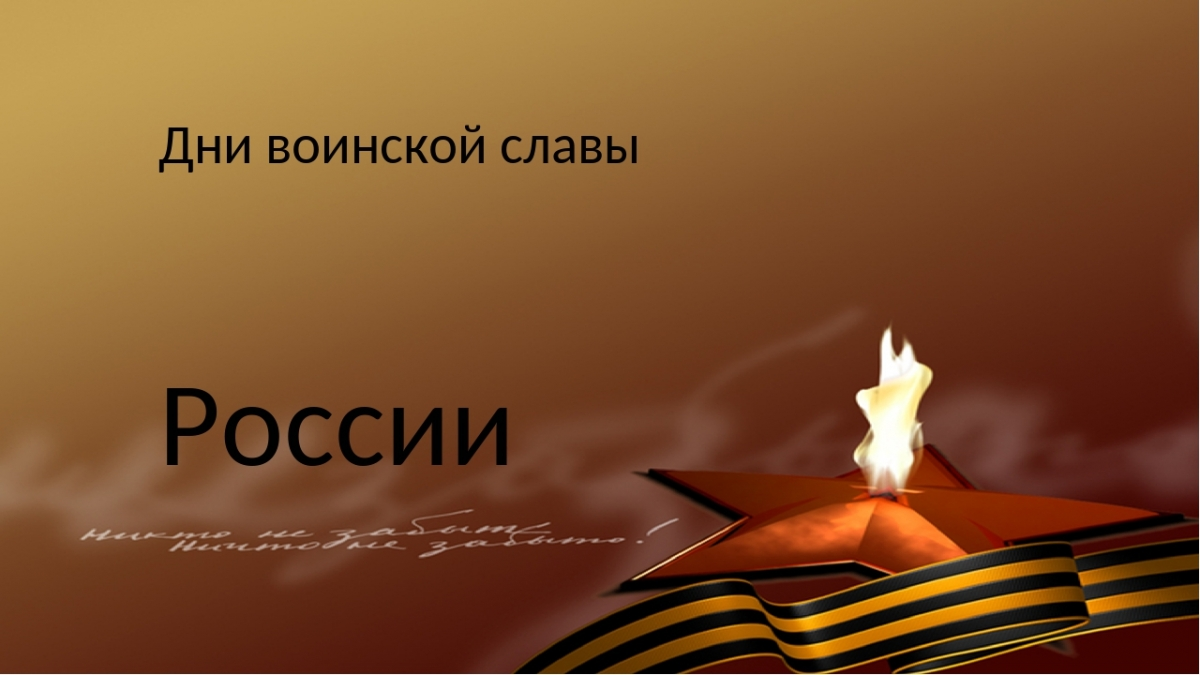 Дни воинской славы
России
никто не забыт
ничто не забыто!